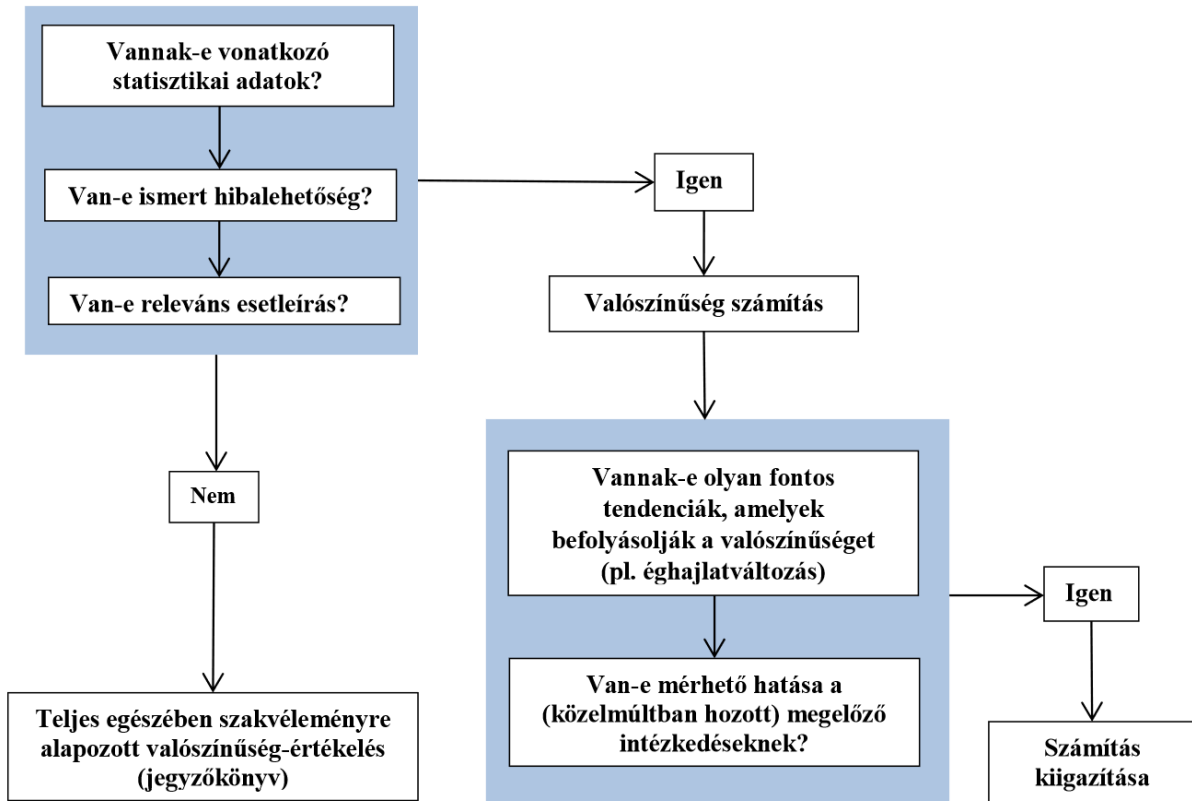 Vannak-e vonatkozó
statisztikai adatok?
Van-e ismert hibalehetőség?
Van-e releváns esetleírás?
Igen
Valószínűség számítás
Nem
Teljes egészében szakvéleményre
alapozott valószínűség-értékelés
(jegyzőkönyv)
Vannak-e olyan fontos
tendenciák, amelyek
befolyásolják a valószínűséget
(pl. éghajlatváltozás)
Van-e mérhető hatása a
(közelmúltban hozott) megelőző
intézkedéseknek?
Igen
Számítás
kiigazítása